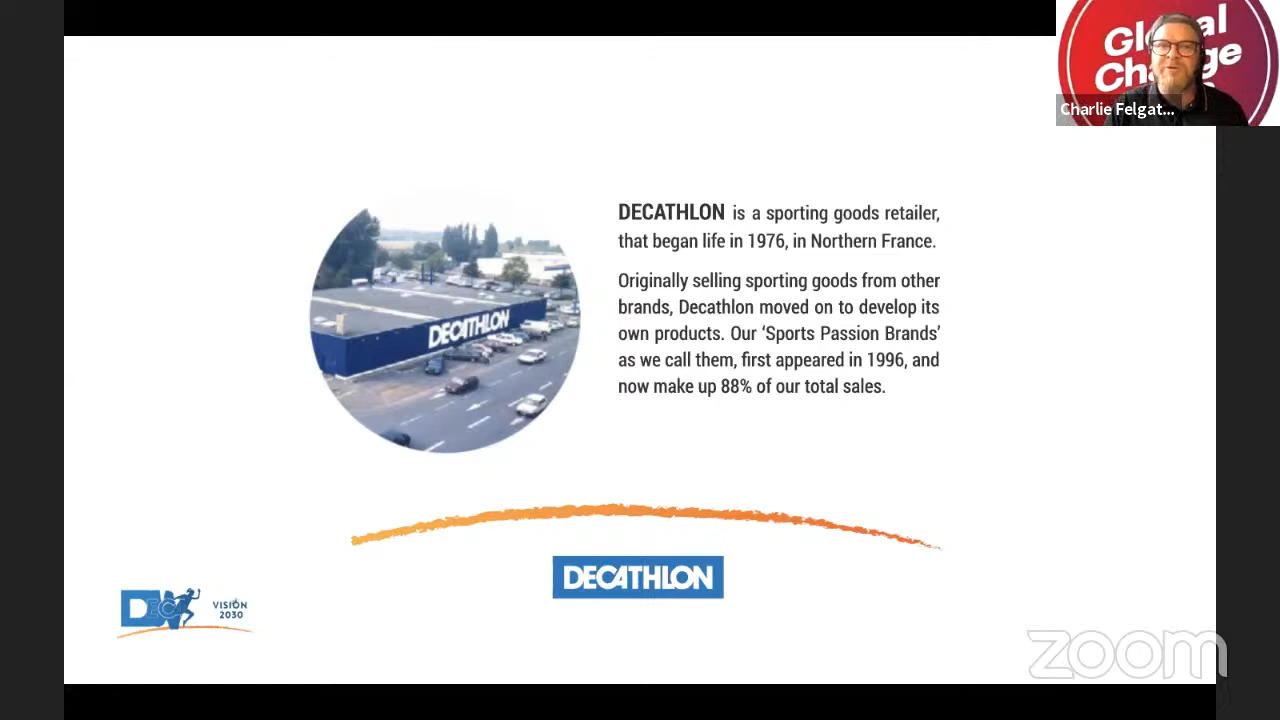 Global
Change
Charlie Felgat...
DECATHLON is a sporting goods retailer,
that began life in 1976, in Northern France.
Originally selling sporting goods from other
brands, Decathlon moved on to develop its
own products. Our ‘Sports Passion Brands’
as we call them, first appeared in 1996, and
now make up 88% of our total sales.
DECATHLON
DECATHLON
DEC
VISION
2030
zoom